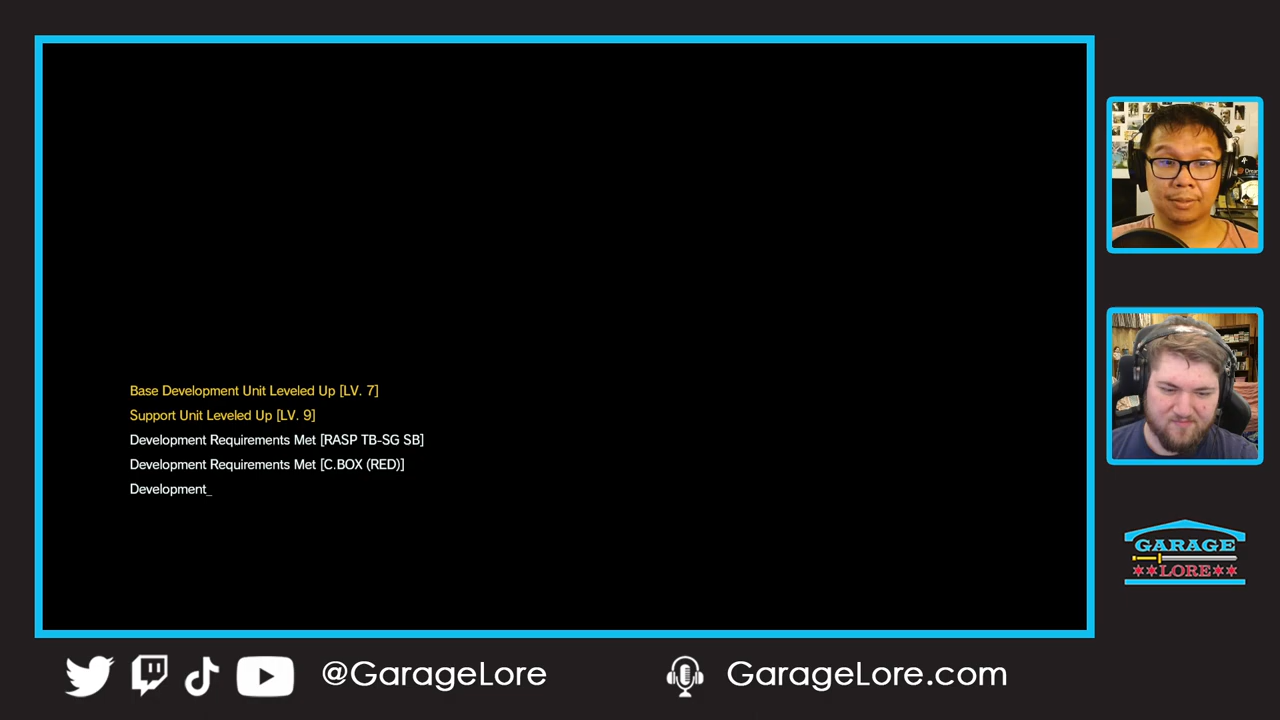 Base Development Unit Leveled Up [LV. 7]
Support Unit Leveled Up [LV. 9]
Development Requirements Met [RASP TB-SG SB]
Development Requirements Met [C.BOX (RED)]
Development_
GARAGE
**LORE**
@GarageLore
GarageLore.com